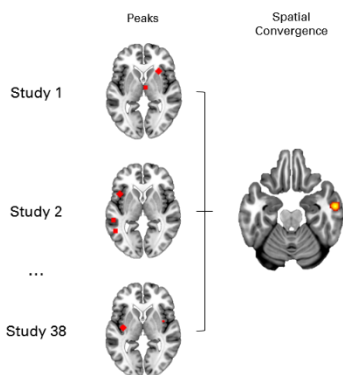 Peaks
Spatial
Convergence
Study 1
Study 2
...
Study 38